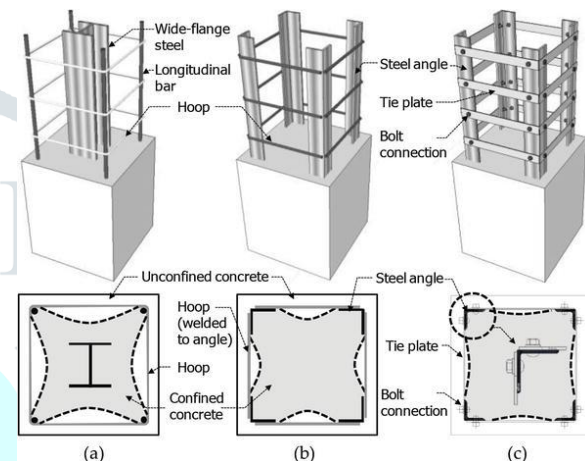 Wide-flange
steel
Longitudinal
bar
Hoop
Steel angle
Tie plate
Bolt
connection
Unconfined concrete
Steel angle
Hoop
(welded
to angle)
Hoop
Confined
concrete
Tie plate
Bolt
connection
(a)
(b)
(c)